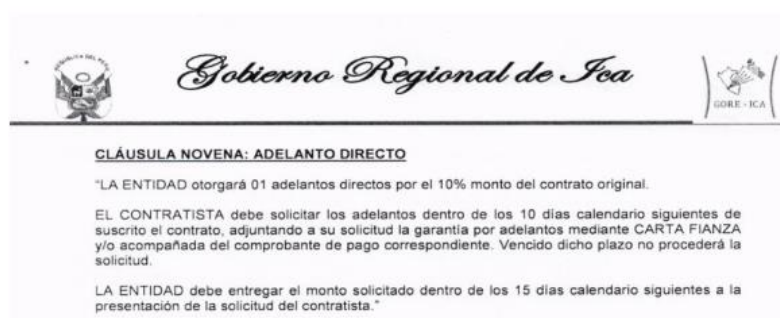 REPÚBLICA DEL PERÚ
Gobierno Regional de Ica
GORE - ICA
CLÁUSULA NOVENA: ADELANTO DIRECTO
"LA ENTIDAD otorgará 01 adelantos directos por el 10% monto del contrato original.
EL CONTRATISTA debe solicitar los adelantos dentro de los 10 días calendario siguientes de
suscrito el contrato, adjuntando a su solicitud la garantía por adelantos mediante CARTA FIANZA
y/o acompañada del comprobante de pago correspondiente. Vencido dicho plazo no procederá la
solicitud.
LA ENTIDAD debe entregar el monto solicitado dentro de los 15 días calendario siguientes a la
presentación de la solicitud del contratista."